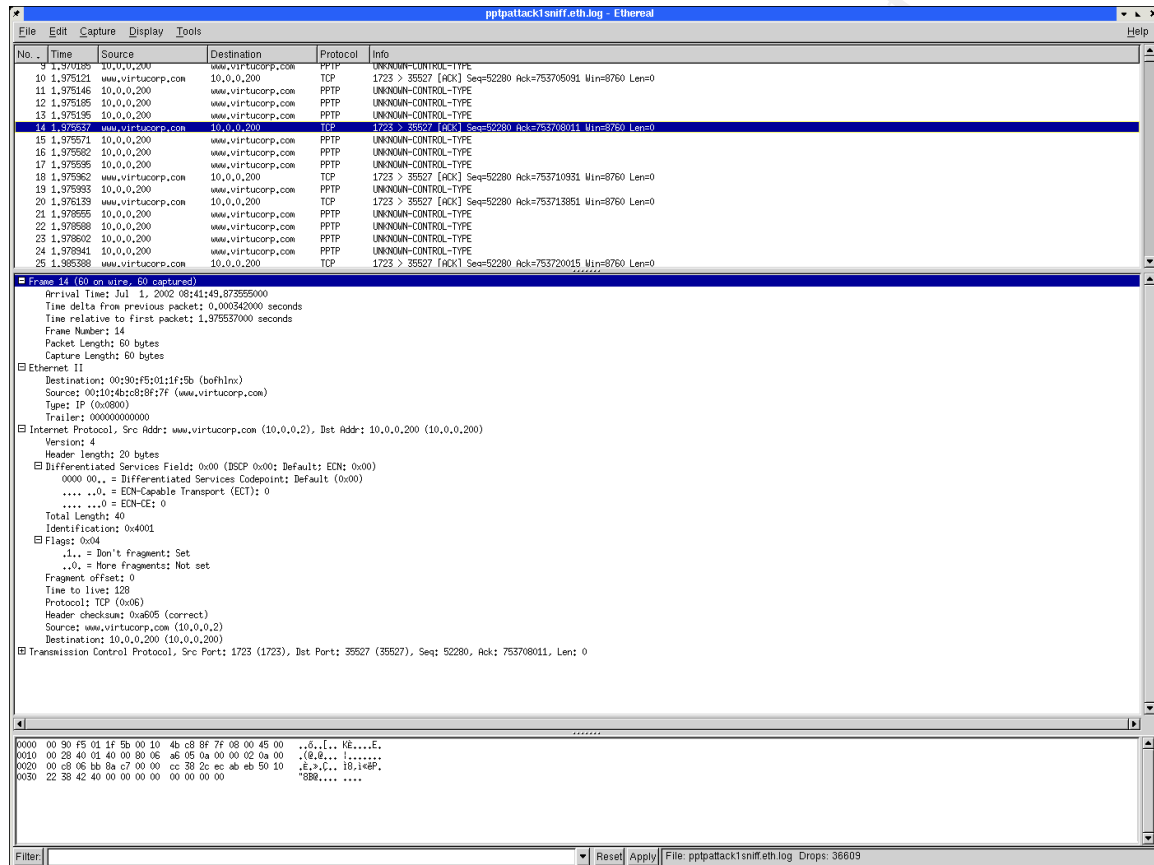 pptpattack1sniff.eth.log - Ethereal
File Edit Capture Display Tools Help
No. . Time Source Destination Protocol Info
9 1.970185 10.0.0.200 www.virtucorp.com PPTP UNKNOWN-CONTROL-TYPE
10 1.975121 www.virtucorp.com 10.0.0.200 TCP 1723 > 35527 [ACK] Seq=52280 Ack=753705091 Win=8760 Len=0
11 1.975146 10.0.0.200 www.virtucorp.com PPTP UNKNOWN-CONTROL-TYPE
12 1.975185 10.0.0.200 www.virtucorp.com PPTP UNKNOWN-CONTROL-TYPE
13 1.975195 10.0.0.200 www.virtucorp.com PPTP UNKNOWN-CONTROL-TYPE
14 1.975537 www.virtucorp.com 10.0.0.200 TCP 1723 > 35527 [ACK] Seq=52280 Ack=753708011 Win=8760 Len=0
15 1.975571 10.0.0.200 www.virtucorp.com PPTP UNKNOWN-CONTROL-TYPE
16 1.975582 10.0.0.200 www.virtucorp.com PPTP UNKNOWN-CONTROL-TYPE
17 1.975595 10.0.0.200 www.virtucorp.com PPTP UNKNOWN-CONTROL-TYPE
18 1.975962 www.virtucorp.com 10.0.0.200 TCP 1723 > 35527 [ACK] Seq=52280 Ack=753710931 Win=8760 Len=0
19 1.975993 10.0.0.200 www.virtucorp.com PPTP UNKNOWN-CONTROL-TYPE
20 1.976139 www.virtucorp.com 10.0.0.200 TCP 1723 > 35527 [ACK] Seq=52280 Ack=753713851 Win=8760 Len=0
21 1.978555 10.0.0.200 www.virtucorp.com PPTP UNKNOWN-CONTROL-TYPE
22 1.978588 10.0.0.200 www.virtucorp.com PPTP UNKNOWN-CONTROL-TYPE
23 1.978602 10.0.0.200 www.virtucorp.com PPTP UNKNOWN-CONTROL-TYPE
24 1.978941 10.0.0.200 www.virtucorp.com PPTP UNKNOWN-CONTROL-TYPE
25 1.985388 www.virtucorp.com 10.0.0.200 TCP 1723 > 35527 [ACK] Seq=52280 Ack=753720015 Win=8760 Len=0
Frame 14 (60 on wire, 60 captured)
Arrival Time: Jul 1, 2002 08:41:49.873555000
Time delta from previous packet: 0.000342000 seconds
Time relative to first packet: 1.975537000 seconds
Frame Number: 14
Packet Length: 60 bytes
Capture Length: 60 bytes
Ethernet II
Destination: 00:90:f5:01:1f:5b (bofhlnx)
Source: 00:10:4b:c8:8f:7f (www.virtucorp.com)
Type: IP (0x0800)
Trailer: 000000000000
Internet Protocol, Src Addr: www.virtucorp.com (10.0.0.2), Dst Addr: 10.0.0.200 (10.0.0.200)
Version: 4
Header length: 20 bytes
Differentiated Services Field: 0x00 (DSCP 0x00: Default; ECN: 0x00)
0000 00.. = Differentiated Services Codepoint: Default (0x00)
.... ..0. = ECN-Capable Transport (ECT): 0
.... ...0 = ECN-CE: 0
Total Length: 40
Identification: 0x4001
Flags: 0x04
.1.. = Don't fragment: Set
..0. = More fragments: Not set
Fragment offset: 0
Time to live: 128
Protocol: TCP (0x06)
Header checksum: 0xa605 (correct)
Source: www.virtucorp.com (10.0.0.2)
Destination: 10.0.0.200 (10.0.0.200)
Transmission Control Protocol, Src Port: 1723 (1723), Dst Port: 35527 (35527), Seq: 52280, Ack: 753708011, Len: 0
0000 00 90 f5 01 1f 5b 00 10 4b c8 8f 7f 08 00 45 00 ..õ..[.. KÈ....E.
0010 00 28 40 01 40 00 80 06 a6 05 0a 00 00 02 0a 00 .(@.@... ¦.......
0020 00 c8 06 bb 8a c7 00 00 cc 38 2c ec ab eb 50 10 .È.».Ç.. Ì8,ì«ëP.
0030 22 38 42 40 00 00 00 00 00 00 00 00 "8B@.... ....
Filter: Reset Apply File: pptpattack1sniff.eth.log Drops: 36609